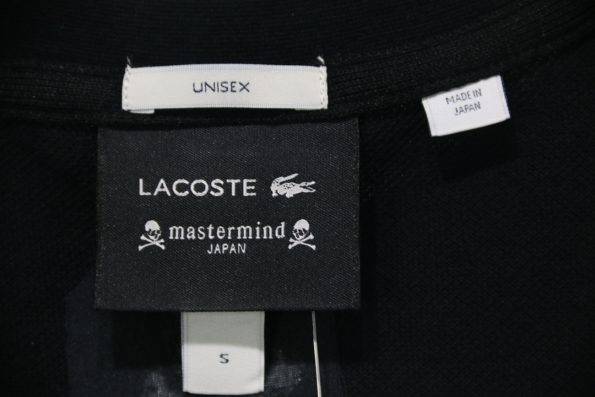 UNISEX
MADE IN
JAPAN
LACOSTE
mastermind
JAPAN
S